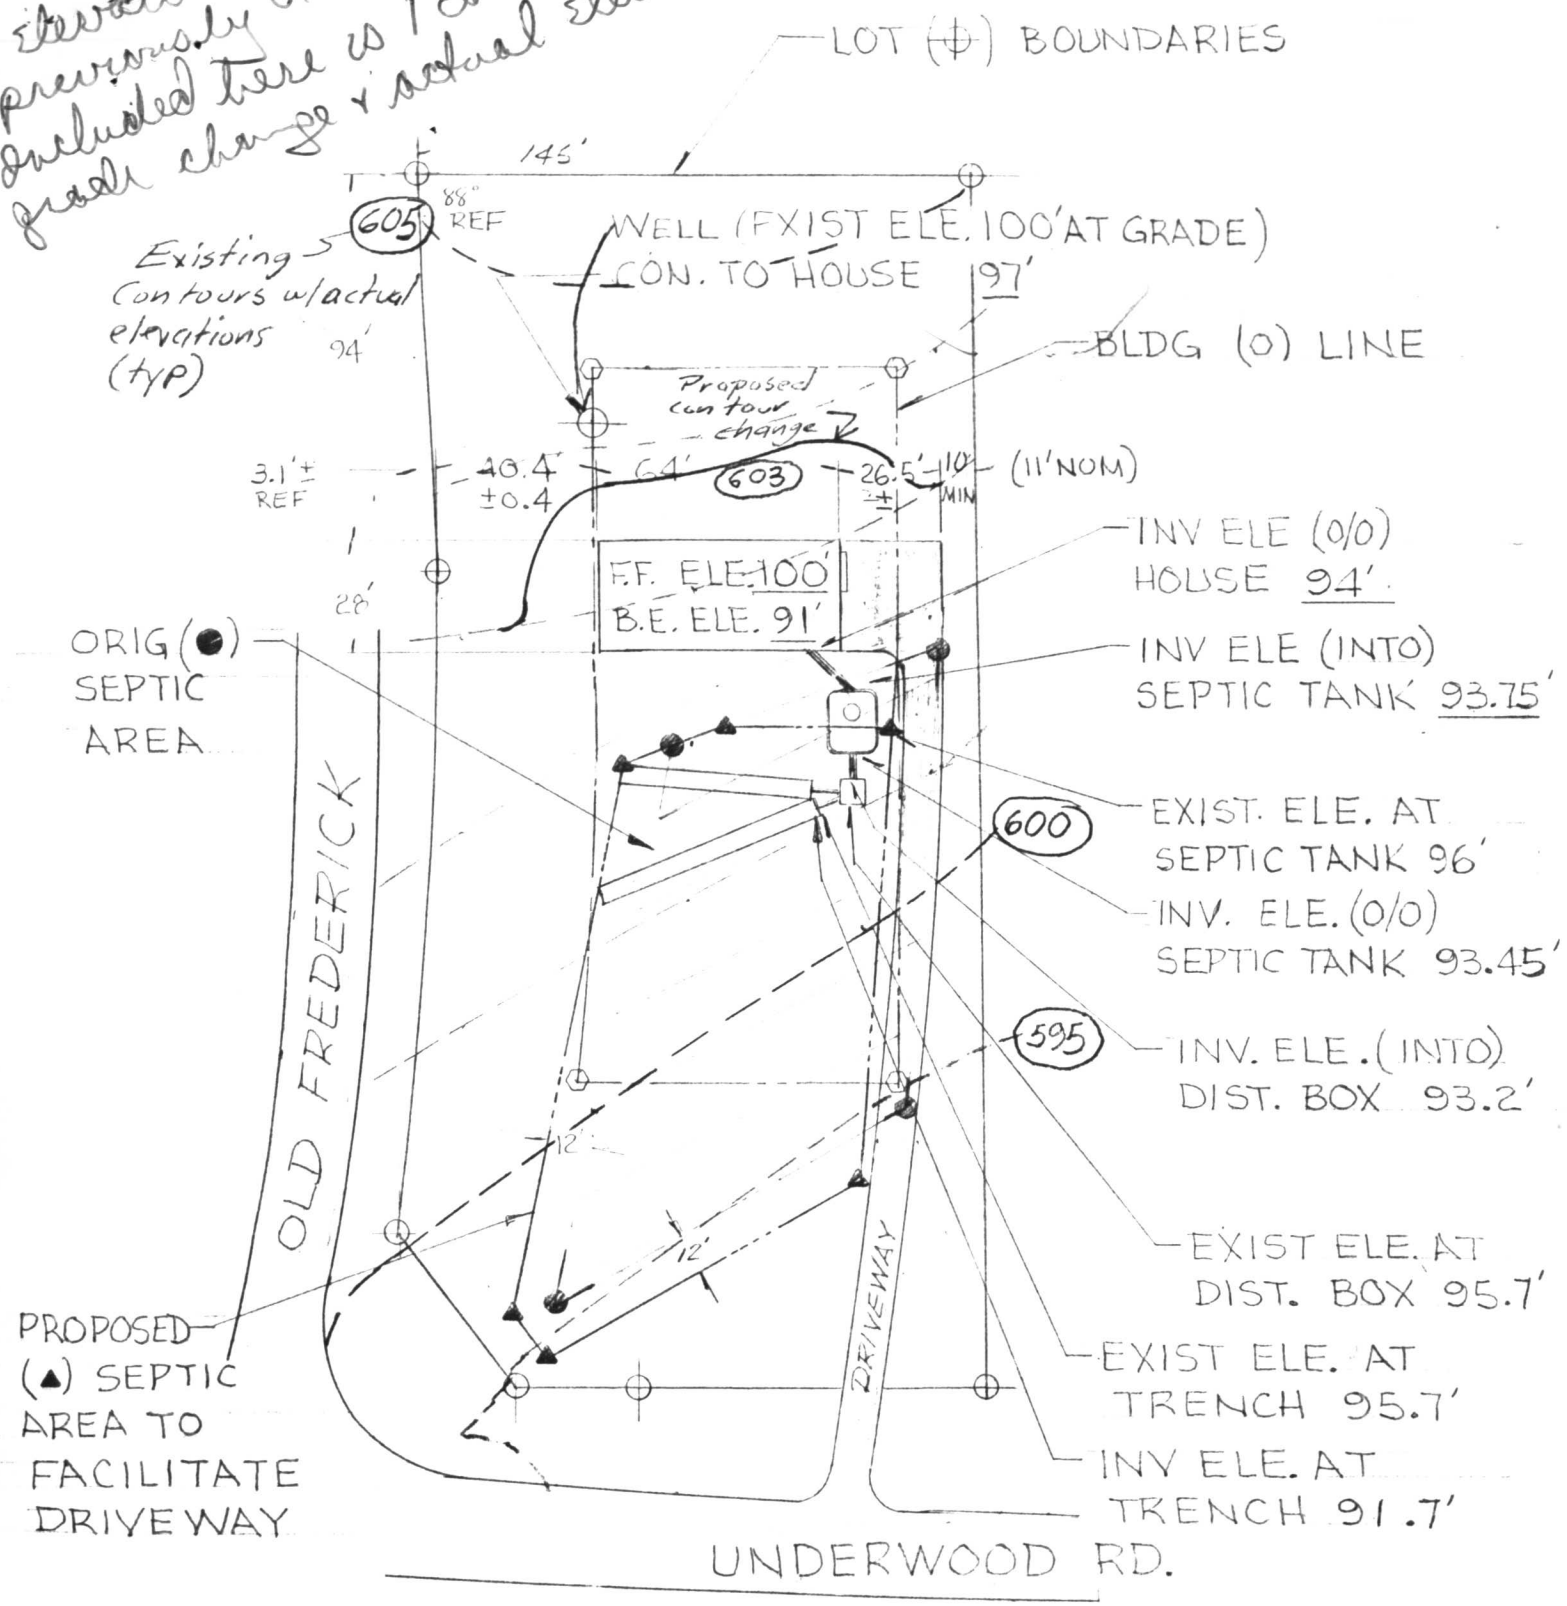 previously
included there is 1
grade change & actual
LOT (⌽) BOUNDARIES
145'
88"
REF
605
WELL (EXIST ELE. 100' AT GRADE)
CON. TO HOUSE
97'
Existing
Contours w/actual
elevations
(typ)
94'
BLDG (O) LINE
Proposed
contour
change
3.1'±
REF
40.4'
±0.4
64'
603
26.5'
±
10'
MIN
(11'NOM)
F.F. ELE. 100'
B.E. ELE. 91'
INV ELE (O/O)
HOUSE 94'
28'
ORIG (●)
SEPTIC
AREA
INV ELE (INTO)
SEPTIC TANK 93.75'
EXIST. ELE. AT
SEPTIC TANK 96'
600
INV. ELE. (O/O)
SEPTIC TANK 93.45'
OLD FREDERICK
595
INV. ELE. (INTO)
DIST. BOX 93.2'
12'
12'
DRIVEWAY
EXIST ELE. AT
DIST. BOX 95.7'
PROPOSED
(▲) SEPTIC
AREA TO
FACILITATE
DRIVEWAY
EXIST ELE. AT
TRENCH 95.7'
INV ELE. AT
TRENCH 91.7'
UNDERWOOD RD.